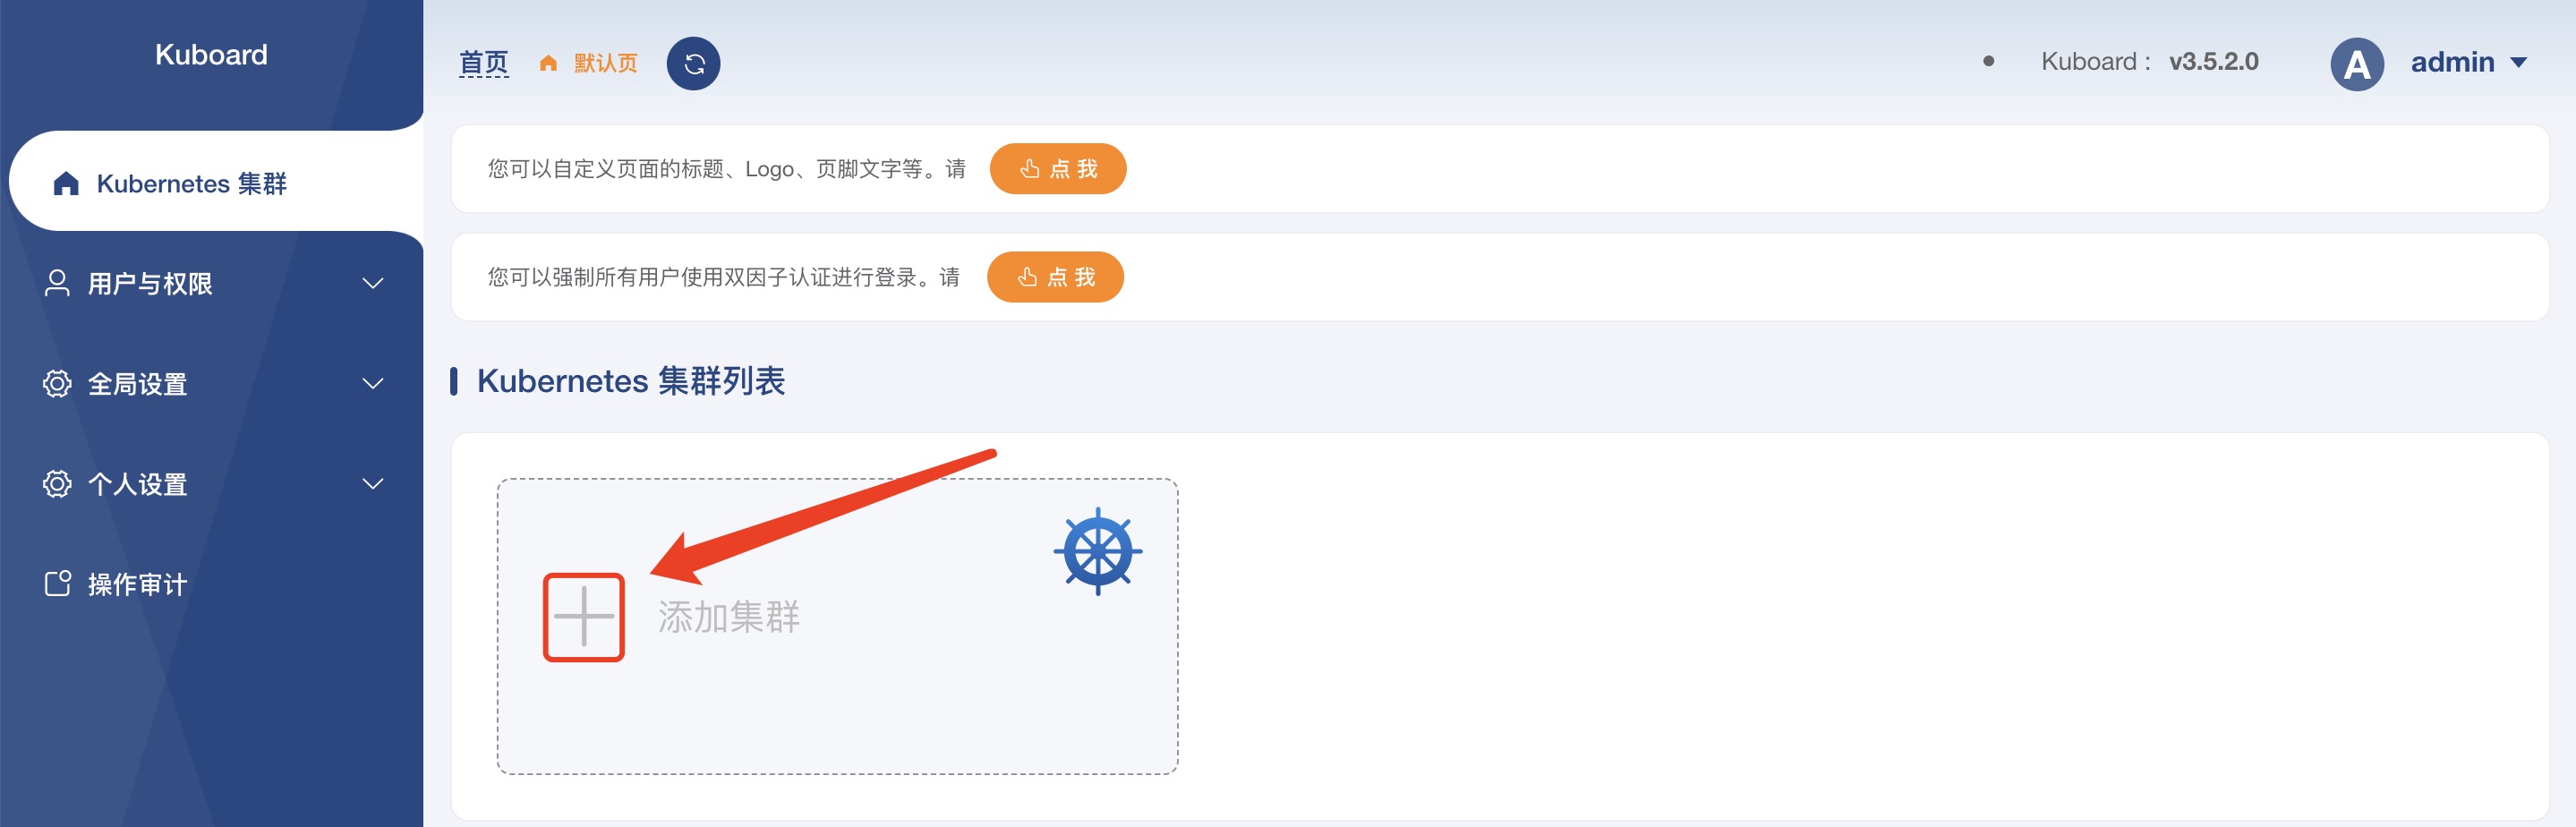 Kuboard
Kubernetes 集群
用户与权限
全局设置
个人设置
操作审计
首页 默认页
Kuboard： v3.5.2.0
A admin
您可以自定义页面的标题、Logo、页脚文字等。请 点 我
您可以强制所有用户使用双因子认证进行登录。请 点 我
Kubernetes 集群列表
添加集群